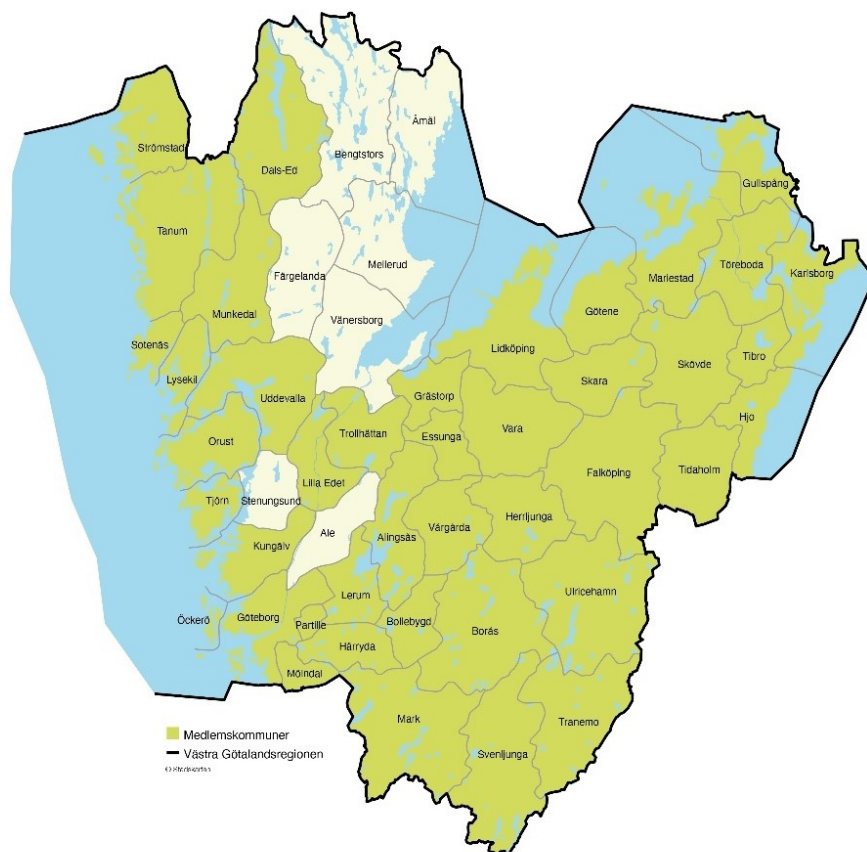 Åmål
Strömstad
Bengtsfors
Dals-Ed
Gullspång
Tanum
Mellerud
Töreboda
Färgelanda
Mariestad
Karlsborg
Munkedal
Vänersborg
Götene
Sotenäs
Lidköping
Skövde
Tibro
Lysekil
Skara
Uddevalla
Grästorp
Hjo
Orust
Trollhättan
Essunga
Vara
Tidaholm
Falköping
Tjörn
Stenungsund
Lilla Edet
Herrljunga
Vårgårda
Ale
Alingsås
Kungälv
Lerum
Ulricehamn
Öckerö
Göteborg
Partille
Bollebygd
Borås
Härryda
Mölndal
Mark
Tranemo
Svenljunga
Medlemskommuner
Västra Götalandsregionen